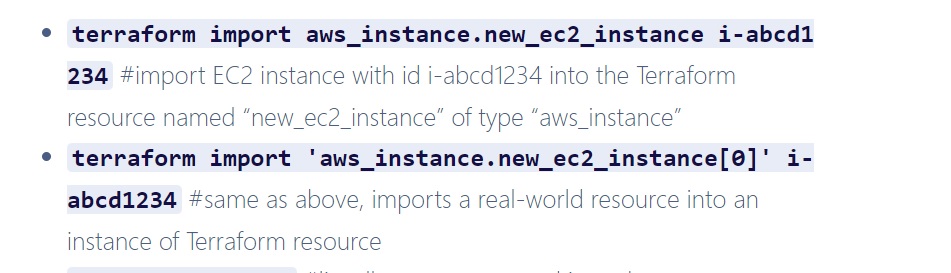 terraform import aws_instance.new_ec2_instance i-abcd1
234 #import EC2 instance with id i-abcd1234 into the Terraform
resource named “new_ec2_instance” of type “aws_instance”
terraform import 'aws_instance.new_ec2_instance[0]' i-
abcd1234 #same as above, imports a real-world resource into an
instance of Terraform resource